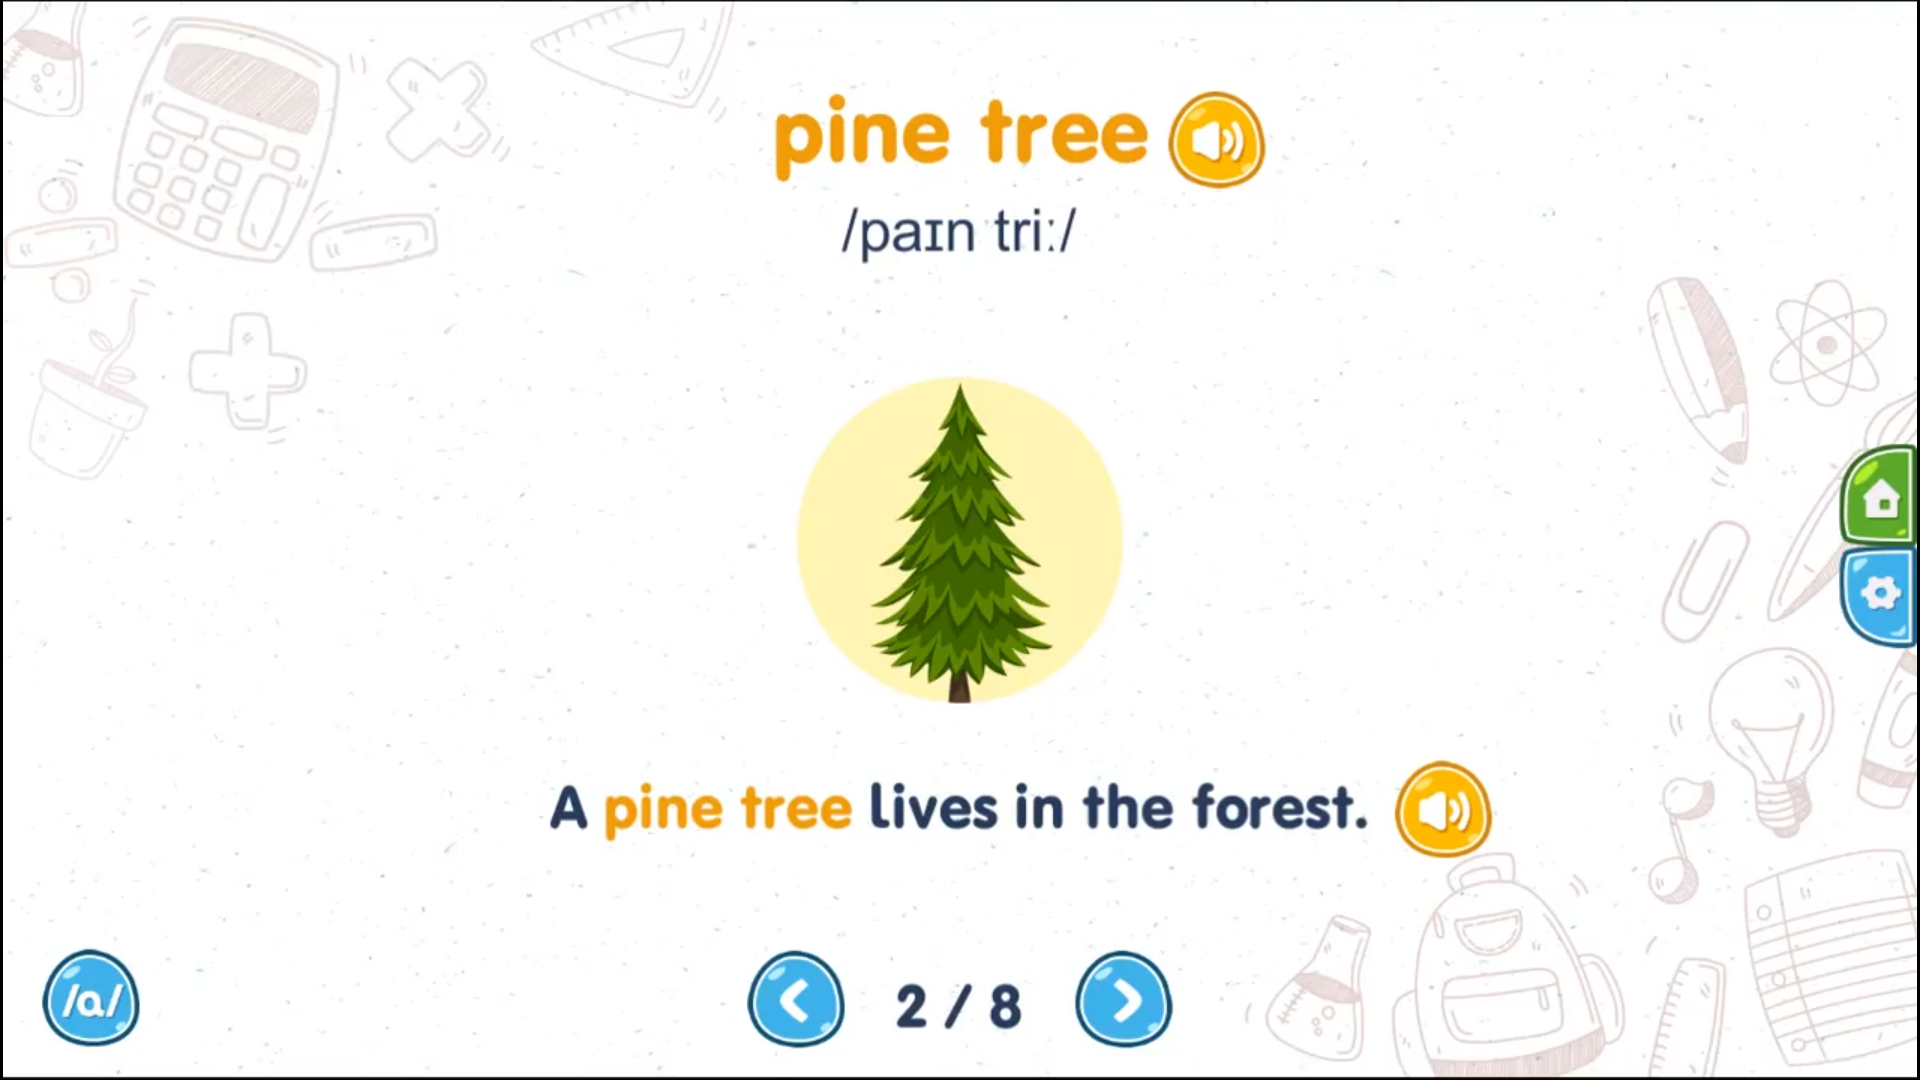 pine tree
/paɪn triː/
A pine tree lives in the forest.
/a/
2 / 8